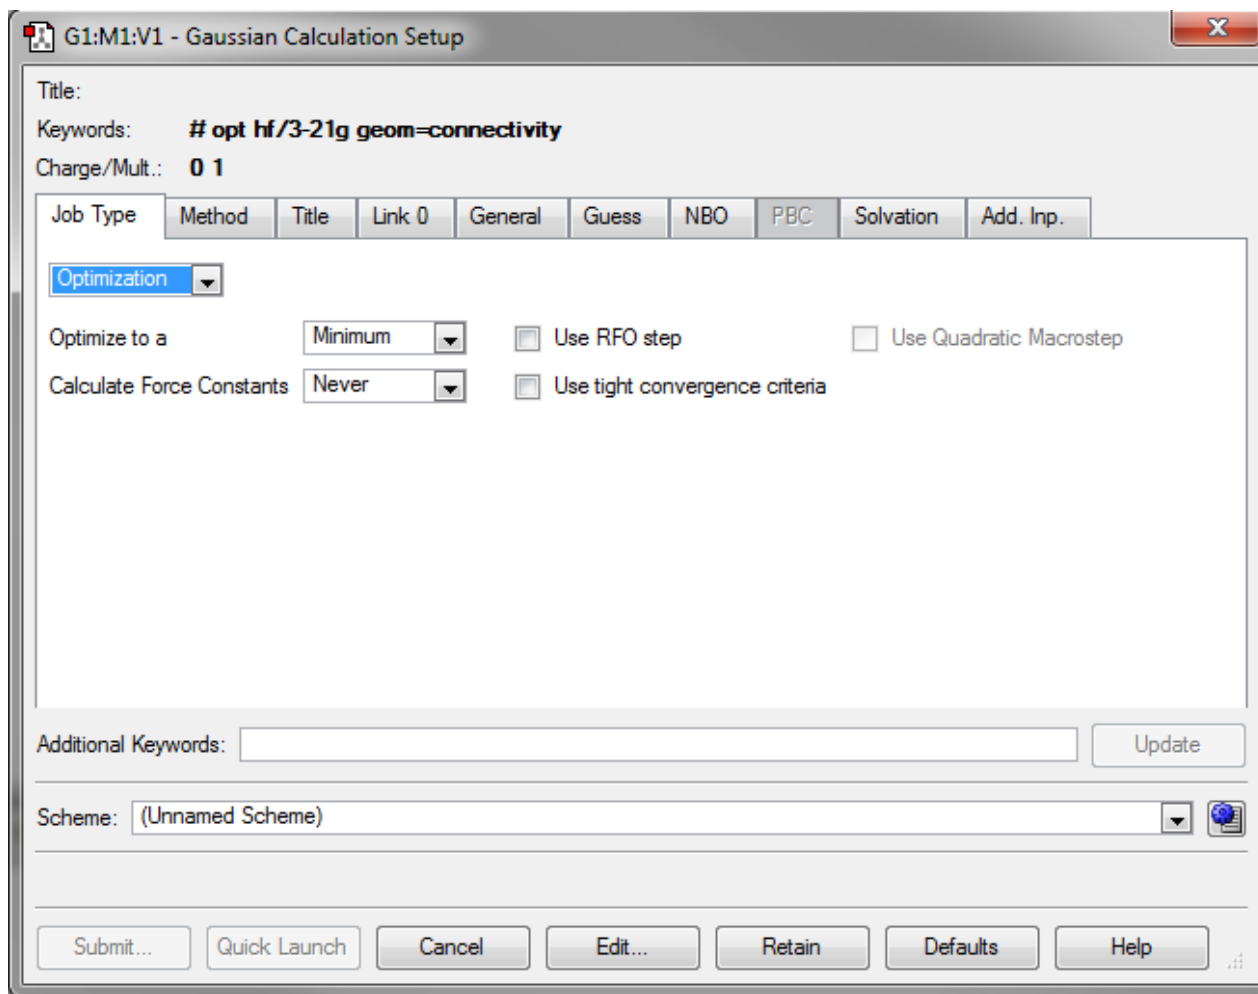 G1:M1:V1 - Gaussian Calculation Setup
Title:
Keywords: # opt hf/3-21g geom=connectivity
Charge/Mult.: 0 1
Job Type Method Title Link 0 General Guess NBO PBC Solvation Add. Inp.
Optimization
Optimize to a Minimum Use RFO step Use Quadratic Macrostep
Calculate Force Constants Never Use tight convergence criteria
Additional Keywords: Update
Scheme: (Unnamed Scheme)
Submit... Quick Launch Cancel Edit... Retain Defaults Help